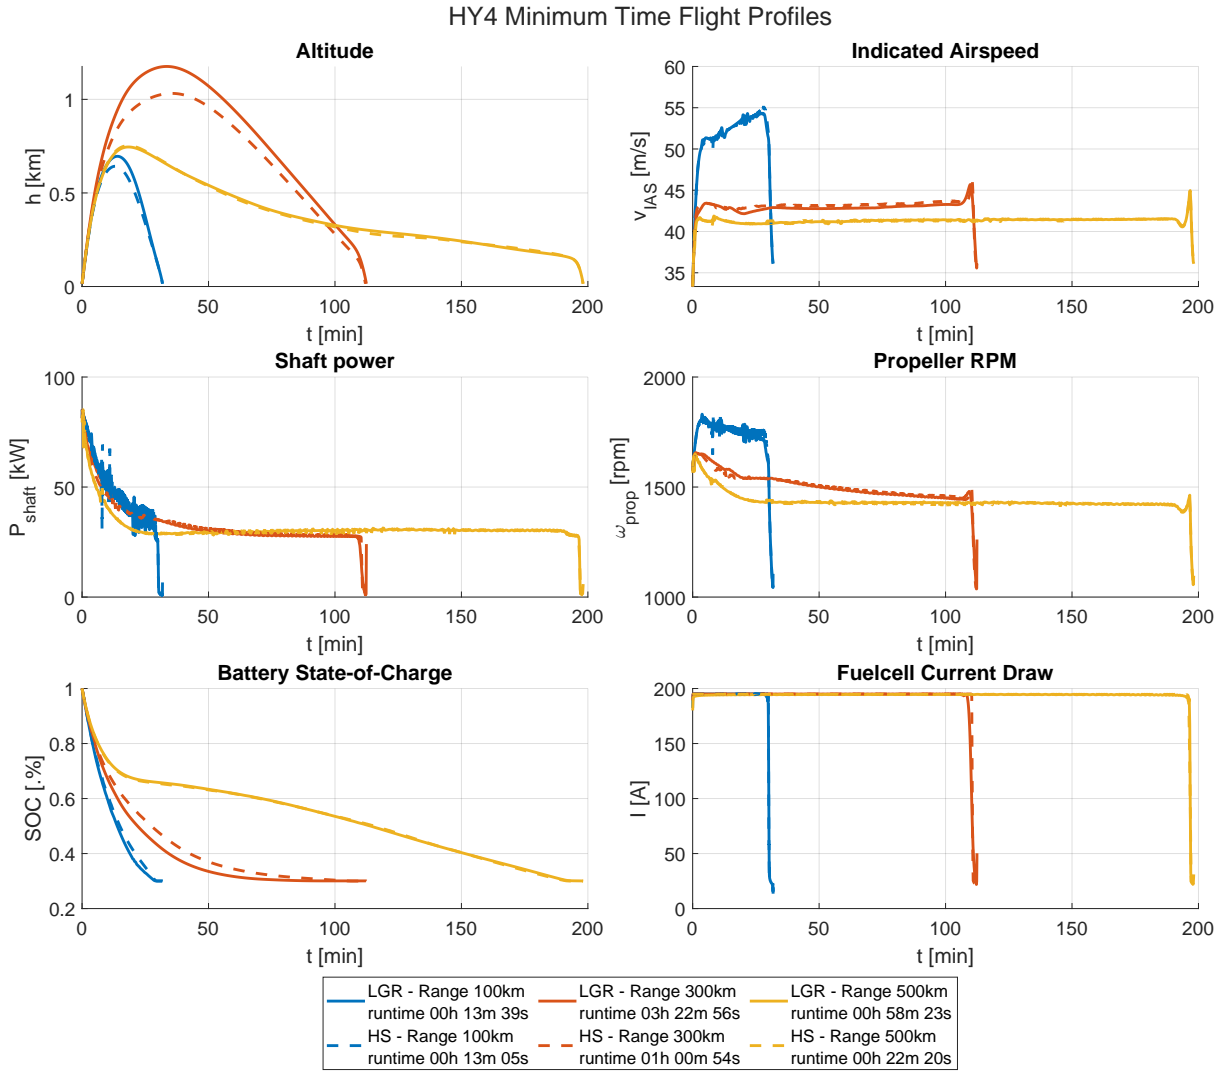 HY4 Minimum Time Flight Profiles
Altitude
h [km]
1
0.5
0
0 50 100 150 200
t [min]
Indicated Airspeed
v_IAS [m/s]
60
55
50
45
40
35
0 50 100 150 200
t [min]
Shaft power
P_shaft [kW]
100
50
0
0 50 100 150 200
t [min]
Propeller RPM
ω_prop [rpm]
2000
1500
1000
0 50 100 150 200
t [min]
Battery State-of-Charge
SOC [.%]
1
0.8
0.6
0.4
0.2
0 50 100 150 200
t [min]
Fuelcell Current Draw
I [A]
200
150
100
50
0
0 50 100 150 200
t [min]
LGR - Range 100km
runtime 00h 13m 39s
HS - Range 100km
runtime 00h 13m 05s
LGR - Range 300km
runtime 03h 22m 56s
HS - Range 300km
runtime 01h 00m 54s
LGR - Range 500km
runtime 00h 58m 23s
HS - Range 500km
runtime 00h 22m 20s